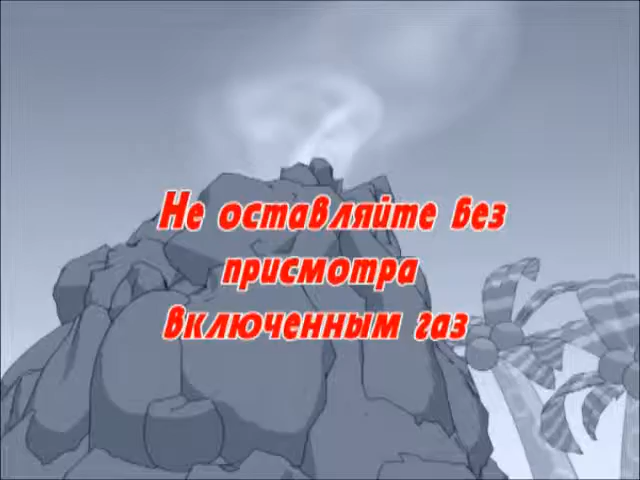 Не оставляйте без
присмотра
включенным газ